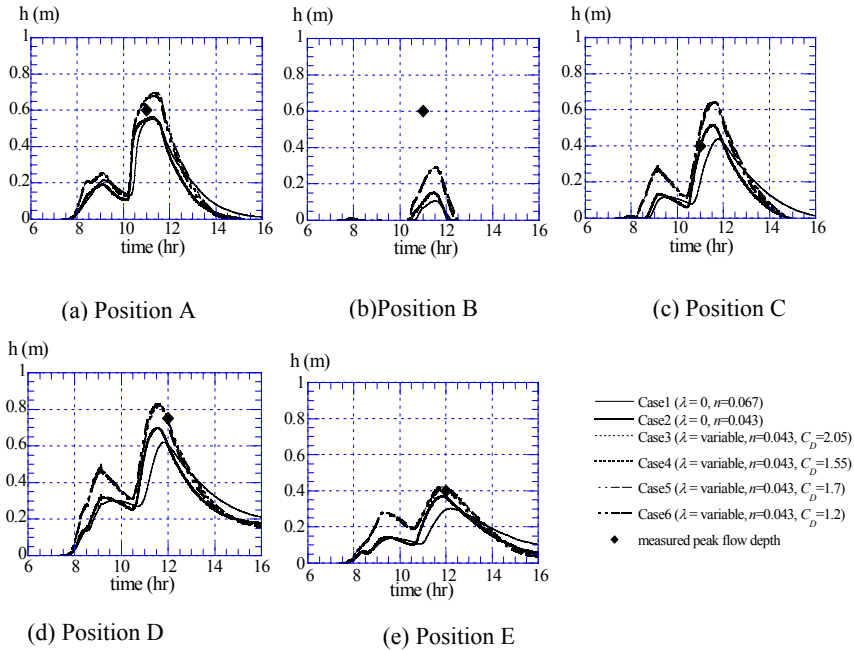 h (m)
h (m)
h (m)
1
0.8
0.6
0.4
0.2
0
6 8 10 12 14 16
time (hr)
1
0.8
0.6
0.4
0.2
0
6 8 10 12 14 16
time (hr)
1
0.8
0.6
0.4
0.2
0
6 8 10 12 14 16
time (hr)
(a) Position A
(b)Position B
(c) Position C
h (m)
h (m)
1
0.8
0.6
0.4
0.2
0
6 8 10 12 14 16
time (hr)
1
0.8
0.6
0.4
0.2
0
6 8 10 12 14 16
time (hr)
Case1 (λ = 0, n=0.067)
Case2 (λ = 0, n=0.043)
Case3 (λ = variable, n=0.043, C_D=2.05)
Case4 (λ = variable, n=0.043, C_D=1.55)
Case5 (λ = variable, n=0.043, C_D=1.7)
Case6 (λ = variable, n=0.043, C_D=1.2)
measured peak flow depth
(d) Position D
(e) Position E